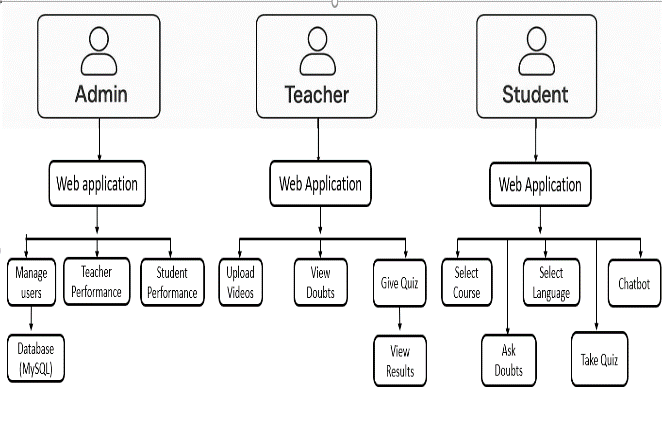 Admin
Teacher
Student
Web application
Web Application
Web Application
Manage
users
Teacher
Performance
Student
Performance
Upload
Videos
View
Doubts
Give Quiz
Select
Course
Select
Language
Chatbot
Database
(MySQL)
View
Results
Ask
Doubts
Take Quiz